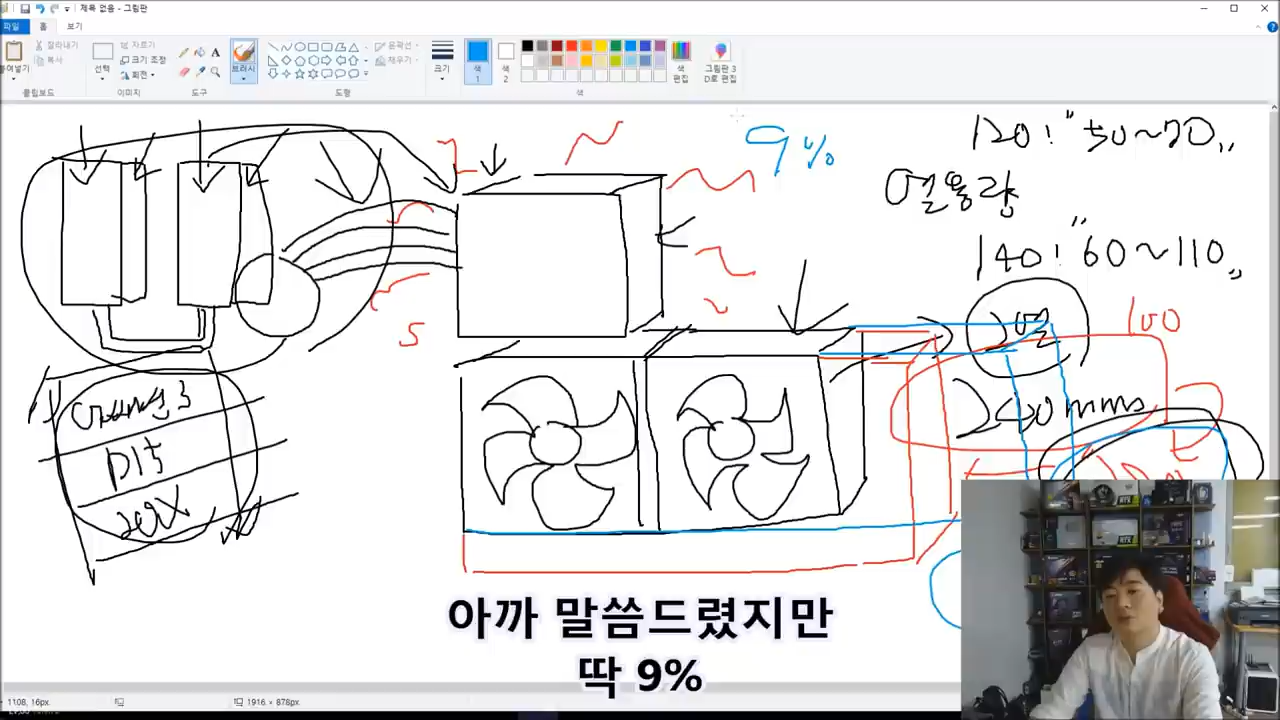 제목 없음 - 그림판
파일 홈 보기
붙여넣기
잘라내기
복사
클립보드
선택
자르기
크기 조정
회전
이미지
도구
브러시
윤곽선
채우기
도형
크기
색 1
색 2
색 편집
그림판 3D로 편집
색
9%
120! "50~70"
열용량
140! "60~110"
2열
100
240mm
5
아까 말씀드렸지만
딱 9%
1108, 16px
1916 × 878px